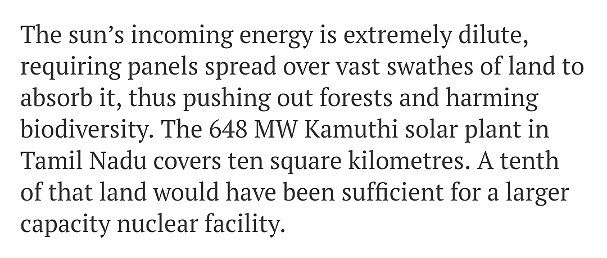 The sun’s incoming energy is extremely dilute,
requiring panels spread over vast swathes of land to
absorb it, thus pushing out forests and harming
biodiversity. The 648 MW Kamuthi solar plant in
Tamil Nadu covers ten square kilometres. A tenth
of that land would have been sufficient for a larger
capacity nuclear facility.